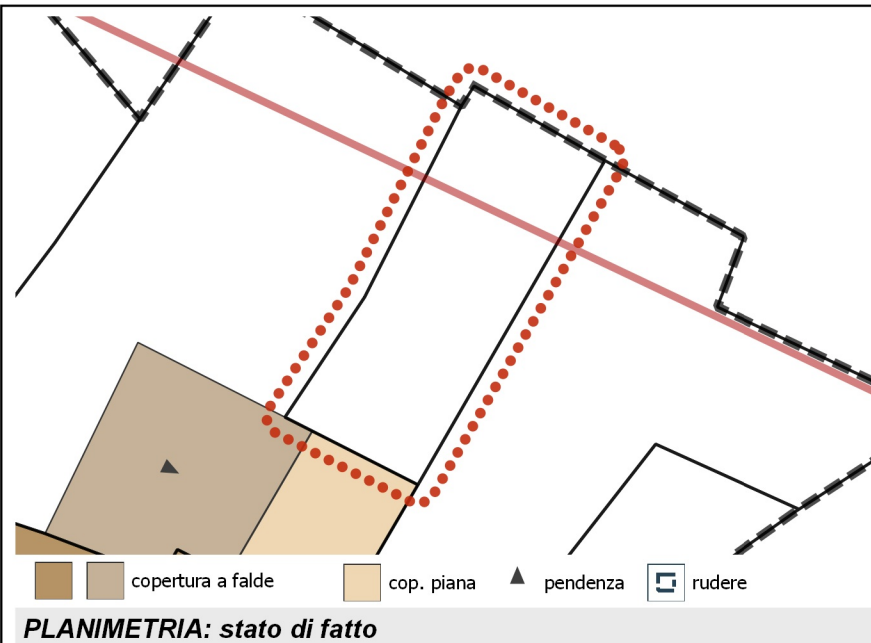 copertura a falde cop. piana pendenza rudere
PLANIMETRIA: stato di fatto